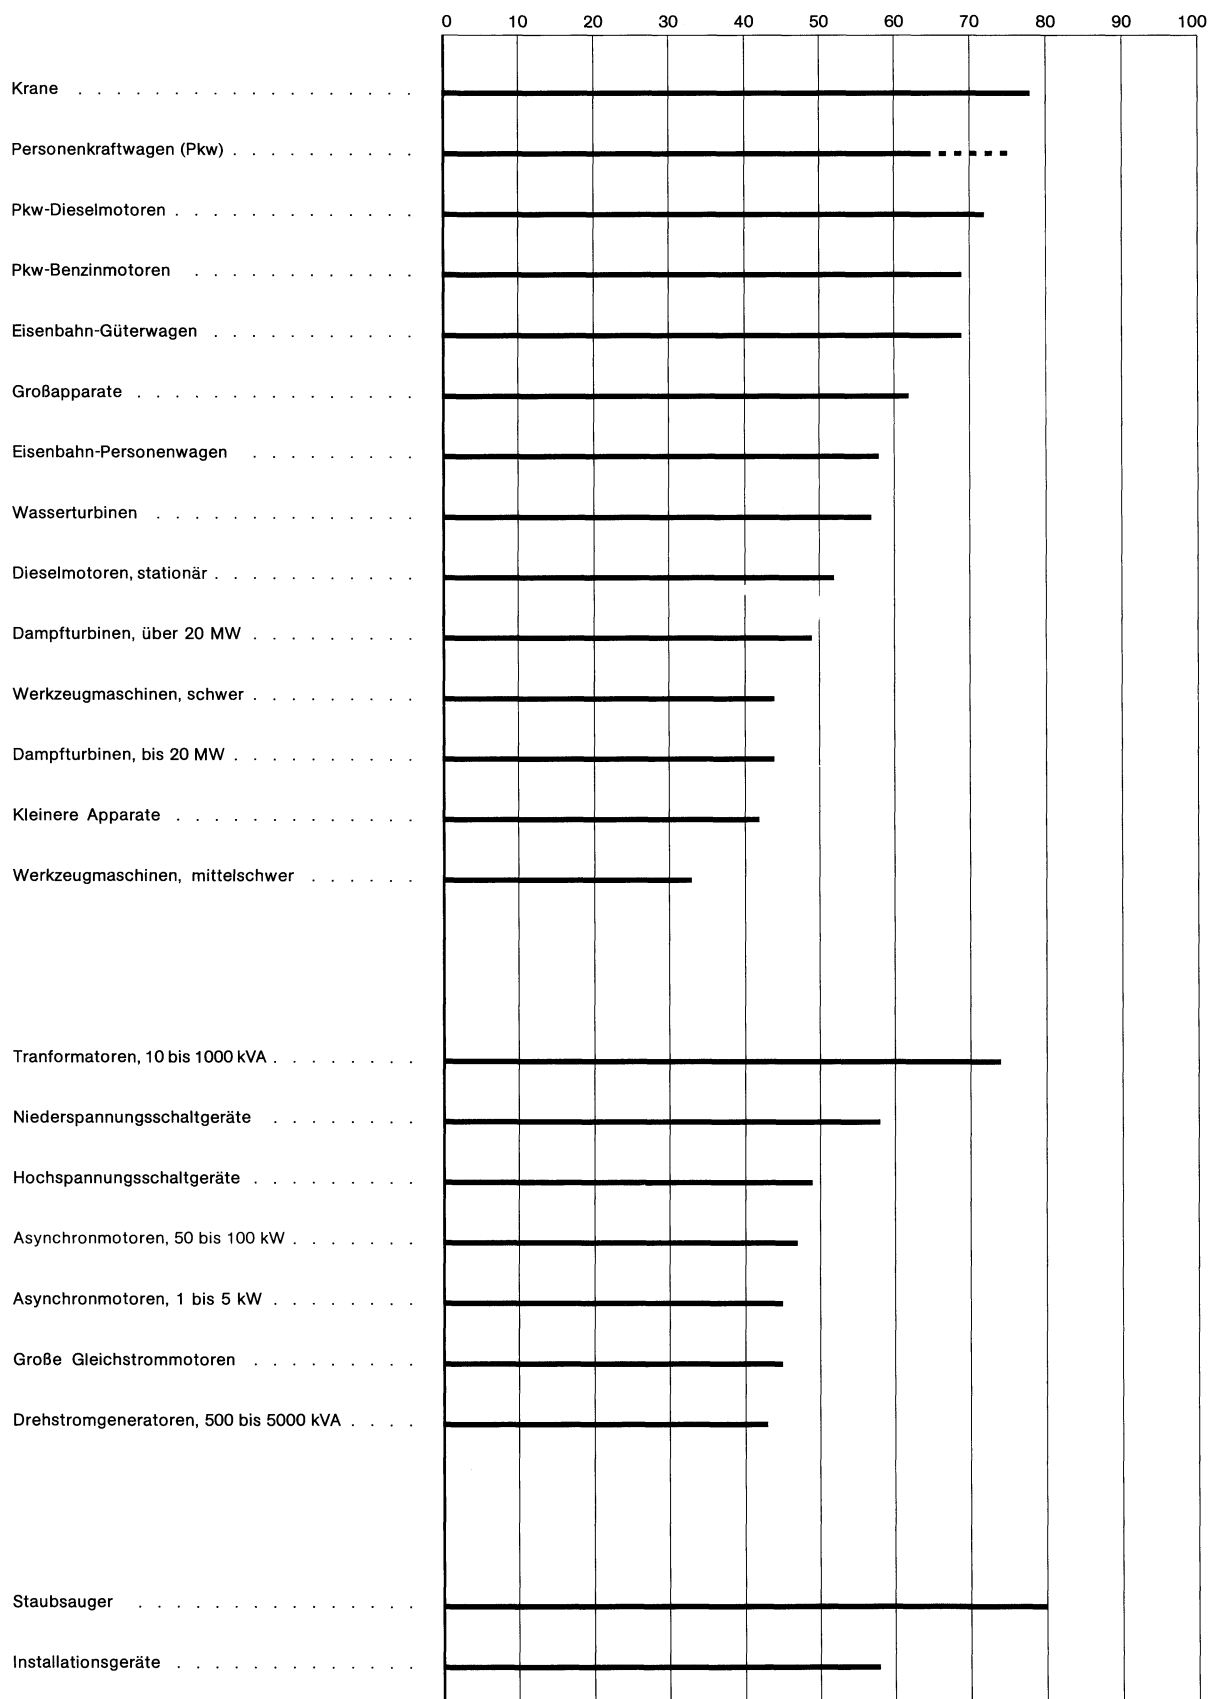 0 10 20 30 40 50 60 70 80 90 100
Krane
Personenkraftwagen (Pkw)
Pkw-Dieselmotoren
Pkw-Benzinmotoren
Eisenbahn-Güterwagen
Großapparate
Eisenbahn-Personenwagen
Wasserturbinen
Dieselmotoren, stationär
Dampfturbinen, über 20 MW
Werkzeugmaschinen, schwer
Dampfturbinen, bis 20 MW
Kleinere Apparate
Werkzeugmaschinen, mittelschwer
Tranformatoren, 10 bis 1000 kVA
Niederspannungsschaltgeräte
Hochspannungsschaltgeräte
Asynchronmotoren, 50 bis 100 kW
Asynchronmotoren, 1 bis 5 kW
Große Gleichstrommotoren
Drehstromgeneratoren, 500 bis 5000 kVA
Staubsauger
Installationsgeräte